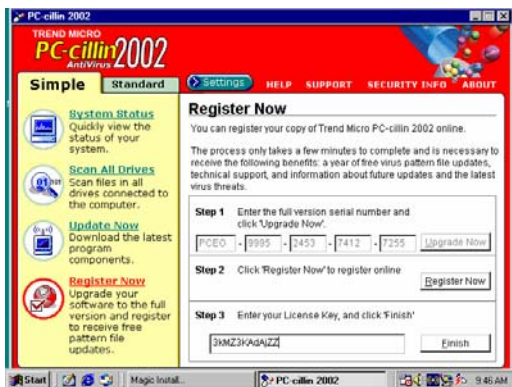 PC-cillin 2002
TREND MICRO
PC-cillin 2002
AntiVirus
Simple
Standard
Settings
HELP SUPPORT SECURITY INFO ABOUT
System Status
Quickly view the
status of your
system.
Scan All Drives
Scan files in all
drives connected to
the computer.
Update Now
Download the latest
program
components.
Register Now
Upgrade your
software to the full
version and register
to receive free
pattern file
updates.
Register Now
You can register your copy of Trend Micro PC-cillin 2002 online.
The process only takes a few minutes to complete and is necessary to
receive the following benefits: a year of free virus pattern file updates,
technical support, and information about future updates and the latest
virus threats.
Step 1 Enter the full version serial number and
click 'Upgrade Now'.
PCEO - 9995 - 2453 - 7412 - 7255 Upgrade Now
Step 2 Click 'Register Now' to register online
Register Now
Step 3 Enter your License Key, and click 'Finish'
3kMZ3KAdAjZZ
Finish
Start
Magic Install...
PC-cillin 2002
9:46 AM